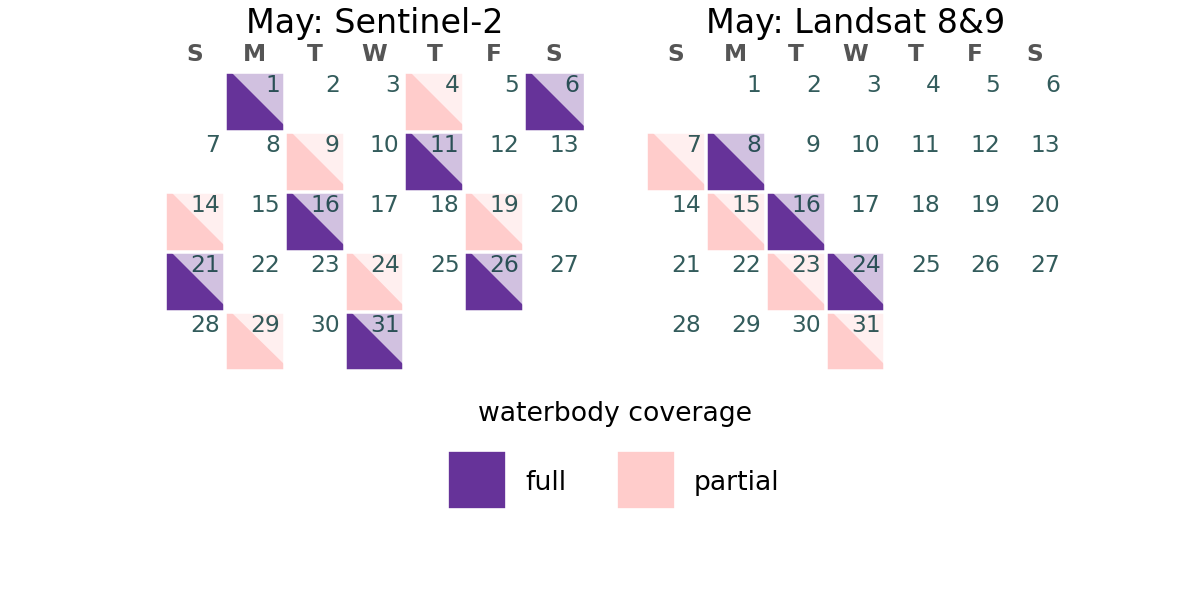 May: Sentinel-2
S M T W T F S
1 2 3 4 5 6
7 8 9 10 11 12 13
14 15 16 17 18 19 20
21 22 23 24 25 26 27
28 29 30 31
May: Landsat 8&9
S M T W T F S
1 2 3 4 5 6
7 8 9 10 11 12 13
14 15 16 17 18 19 20
21 22 23 24 25 26 27
28 29 30 31
waterbody coverage
full partial